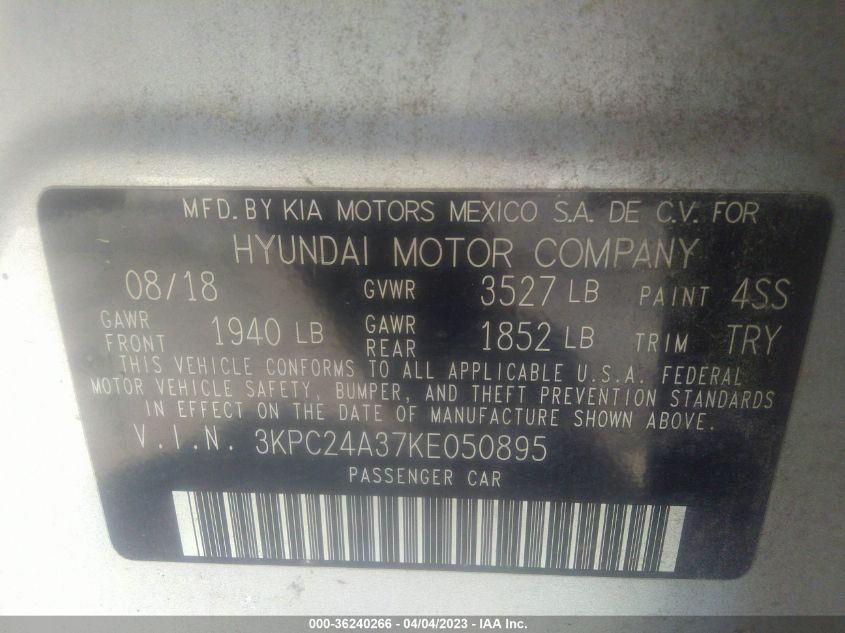 MFD. BY KIA MOTORS MEXICO S.A. DE C.V. FOR
HYUNDAI MOTOR COMPANY
08/18 GVWR 3527 LB PAINT 4SS
GAWR FRONT 1940 LB GAWR REAR 1852 LB TRIM TRY
THIS VEHICLE CONFORMS TO ALL APPLICABLE U.S.A. FEDERAL
MOTOR VEHICLE SAFETY, BUMPER, AND THEFT PREVENTION STANDARDS
IN EFFECT ON THE DATE OF MANUFACTURE SHOWN ABOVE.
V.I.N. 3KPC24A37KE050895
PASSENGER CAR
000-36240266 - 04/04/2023 - IAA Inc.